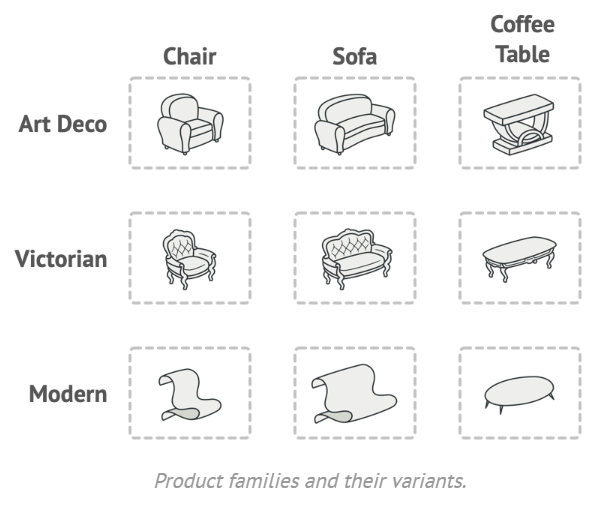 Chair
Sofa
Coffee
Table
Art Deco
Victorian
Modern
Product families and their variants.